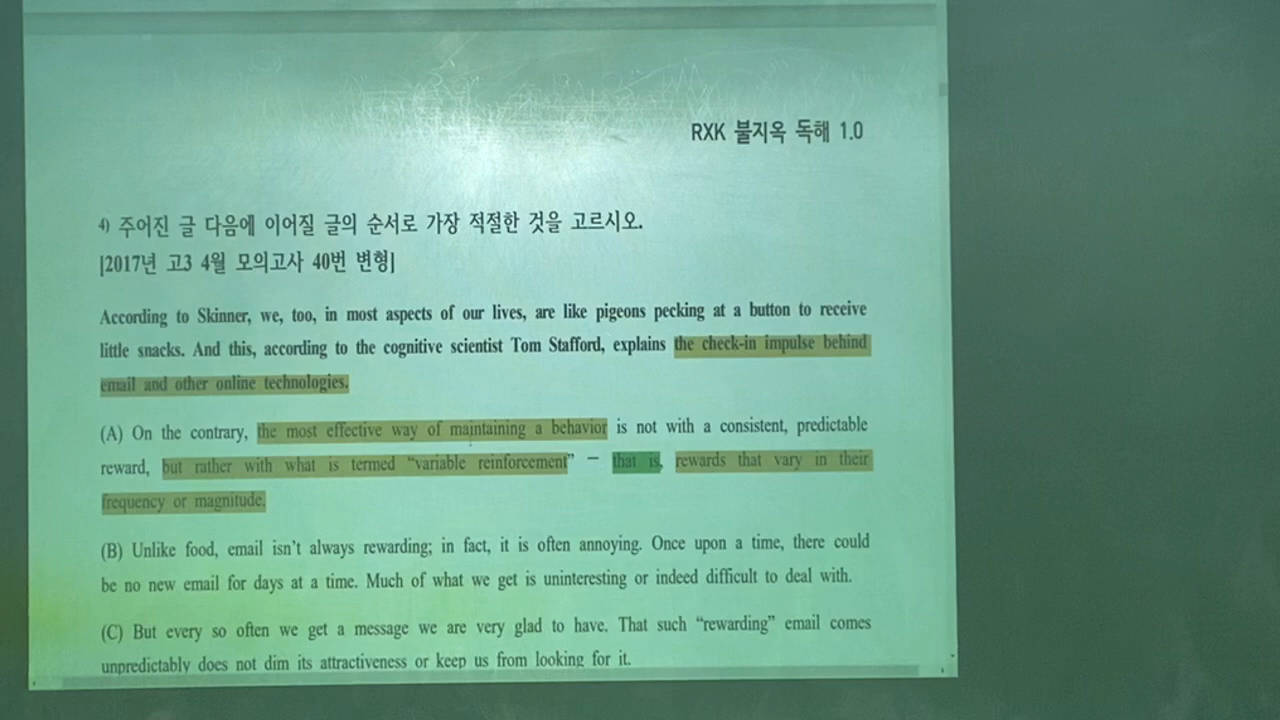 RXK 불지옥 독해 1.0
4) 주어진 글 다음에 이어질 글의 순서로 가장 적절한 것을 고르시오.
[2017년 고3 4월 모의고사 40번 변형]
According to Skinner, we, too, in most aspects of our lives, are like pigeons pecking at a button to receive
little snacks. And this, according to the cognitive scientist Tom Stafford, explains the check-in impulse behind
email and other online technologies.
(A) On the contrary, the most effective way of maintaining a behavior is not with a consistent, predictable
reward, but rather with what is termed “variable reinforcement” − that is, rewards that vary in their
frequency or magnitude.
(B) Unlike food, email isn’t always rewarding; in fact, it is often annoying. Once upon a time, there could
be no new email for days at a time. Much of what we get is uninteresting or indeed difficult to deal with.
(C) But every so often we get a message we are very glad to have. That such “rewarding” email comes
unpredictably does not dim its attractiveness or keep us from looking for it.